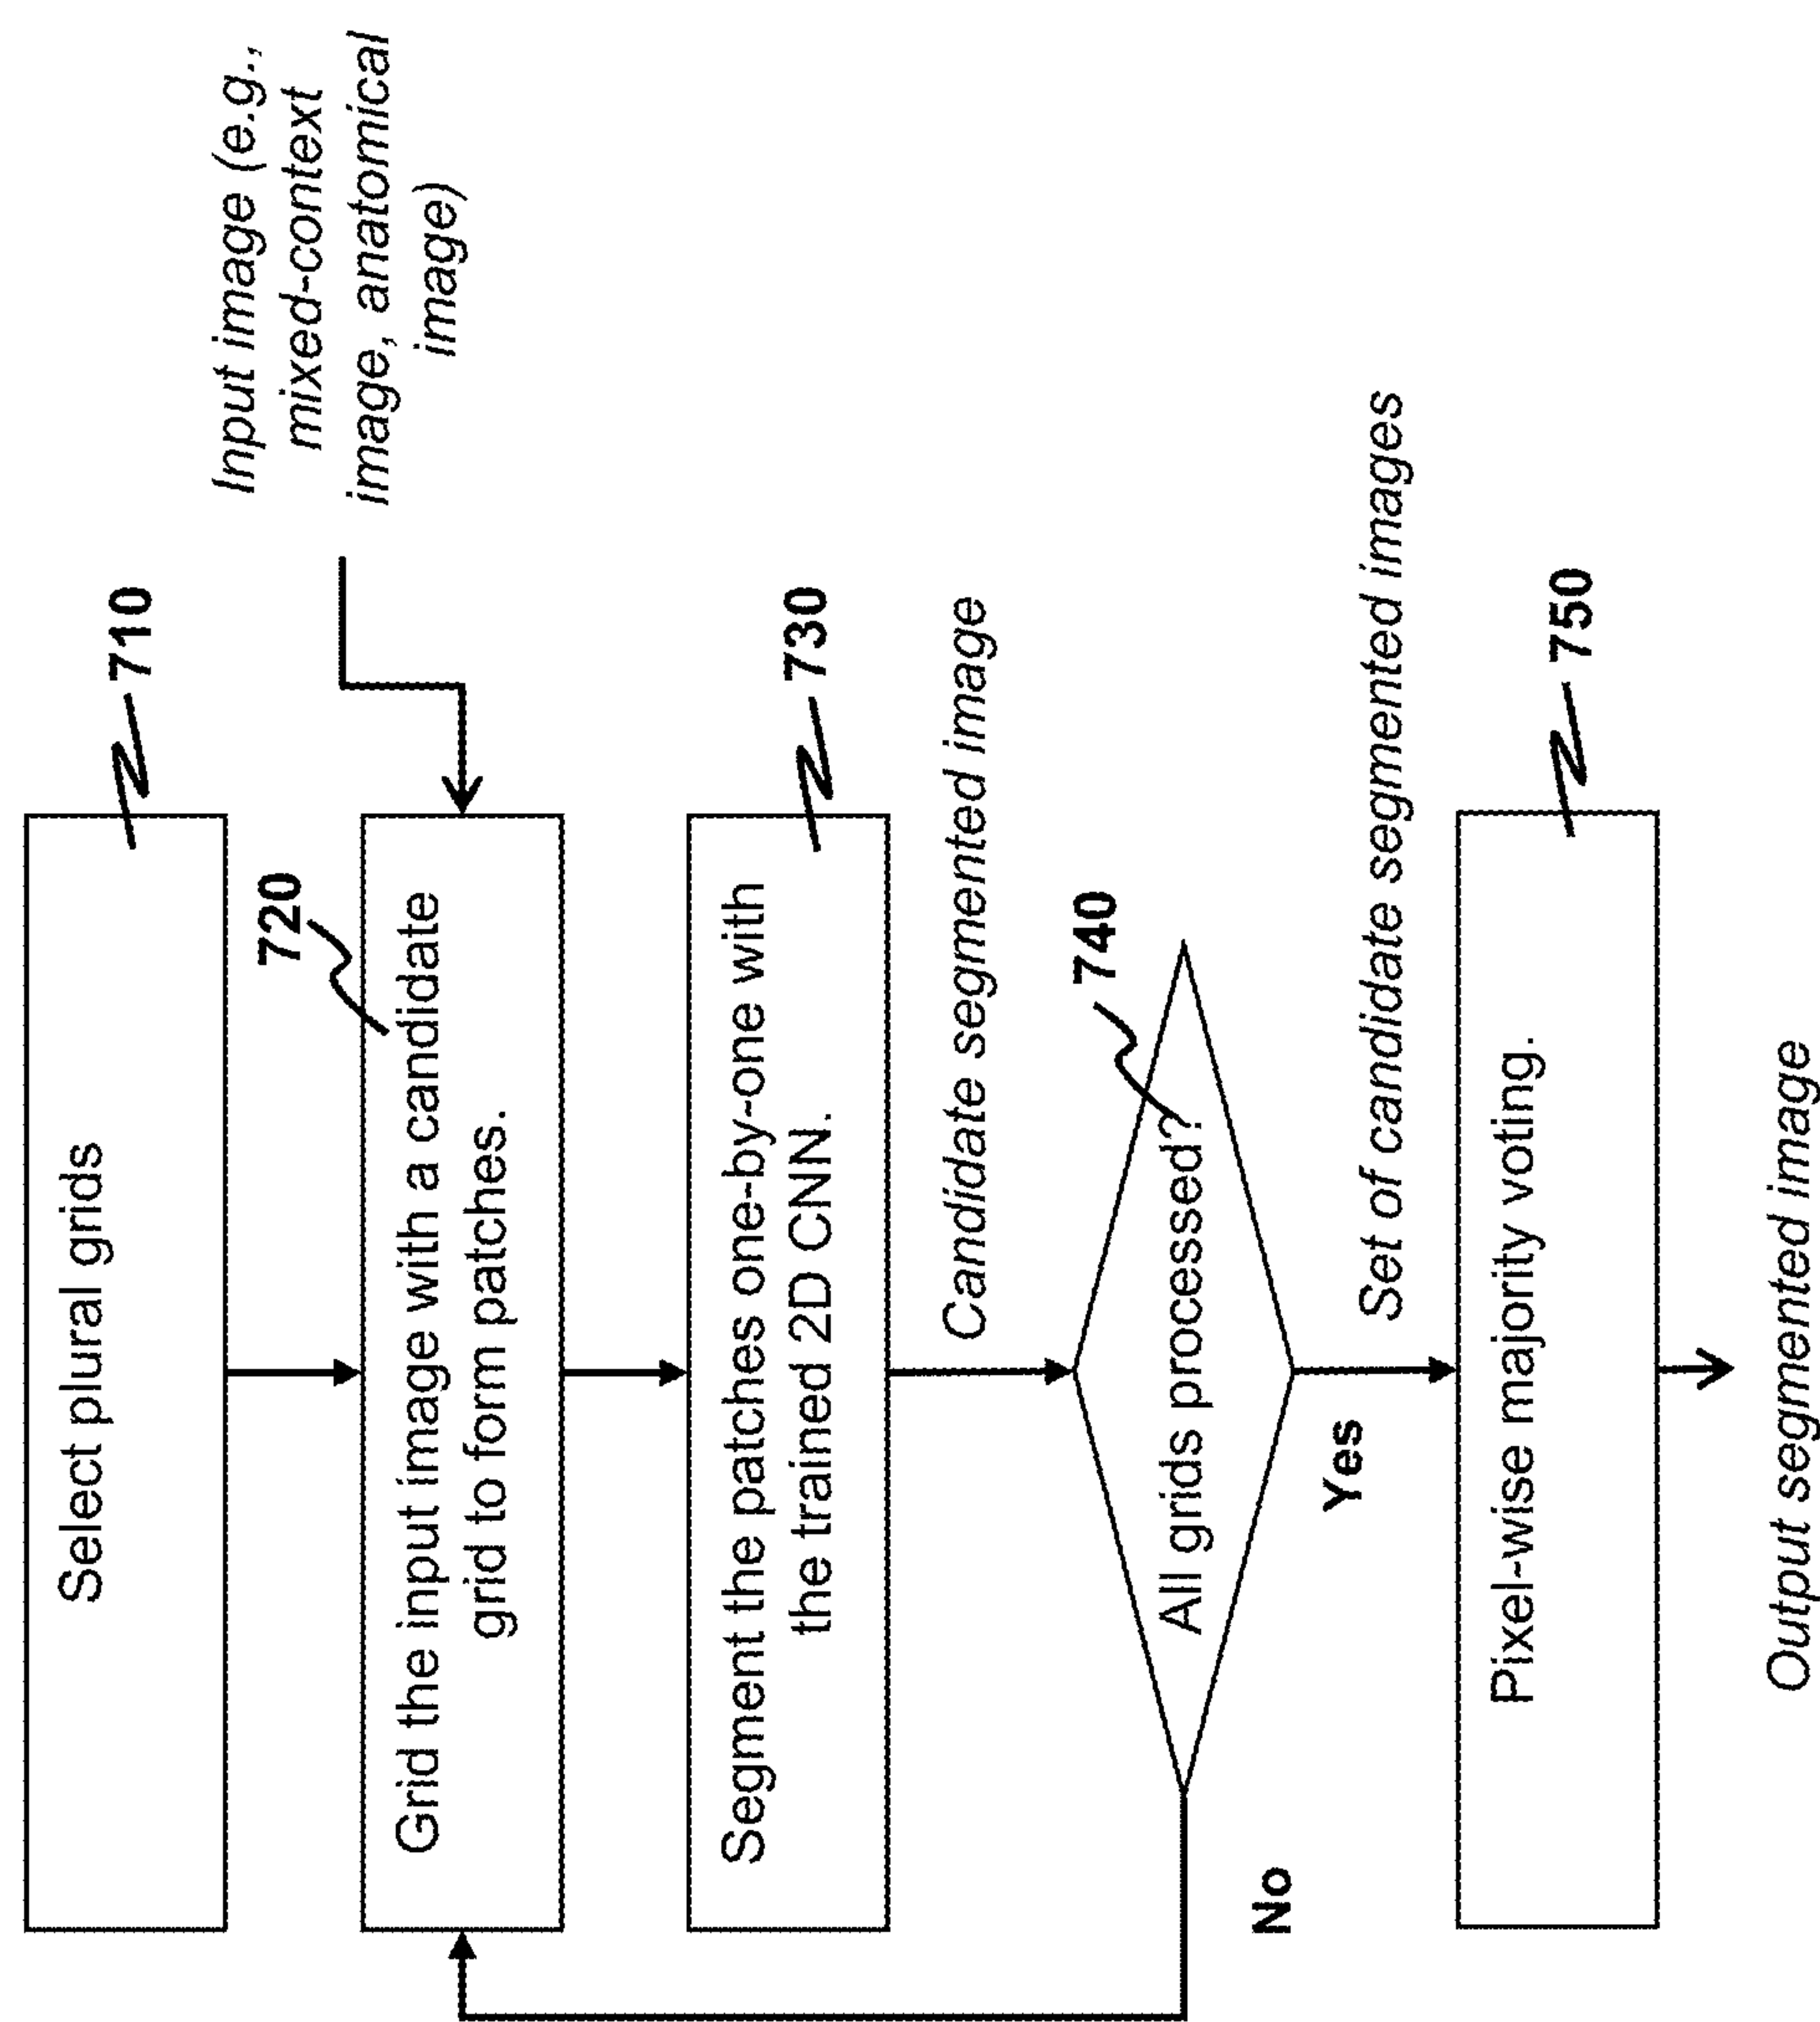 Select plural grids
710
Input image (e.g.,
mixed-context
image, anatomical
image)
720
Grid the input image with a candidate
grid to form patches.
Segment the patches one-by-one with
the trained 2D CNN.
730
Candidate segmented image
740
All grids processed?
No
Yes
Set of candidate segmented images
Pixel-wise majority voting.
750
Output segmented image